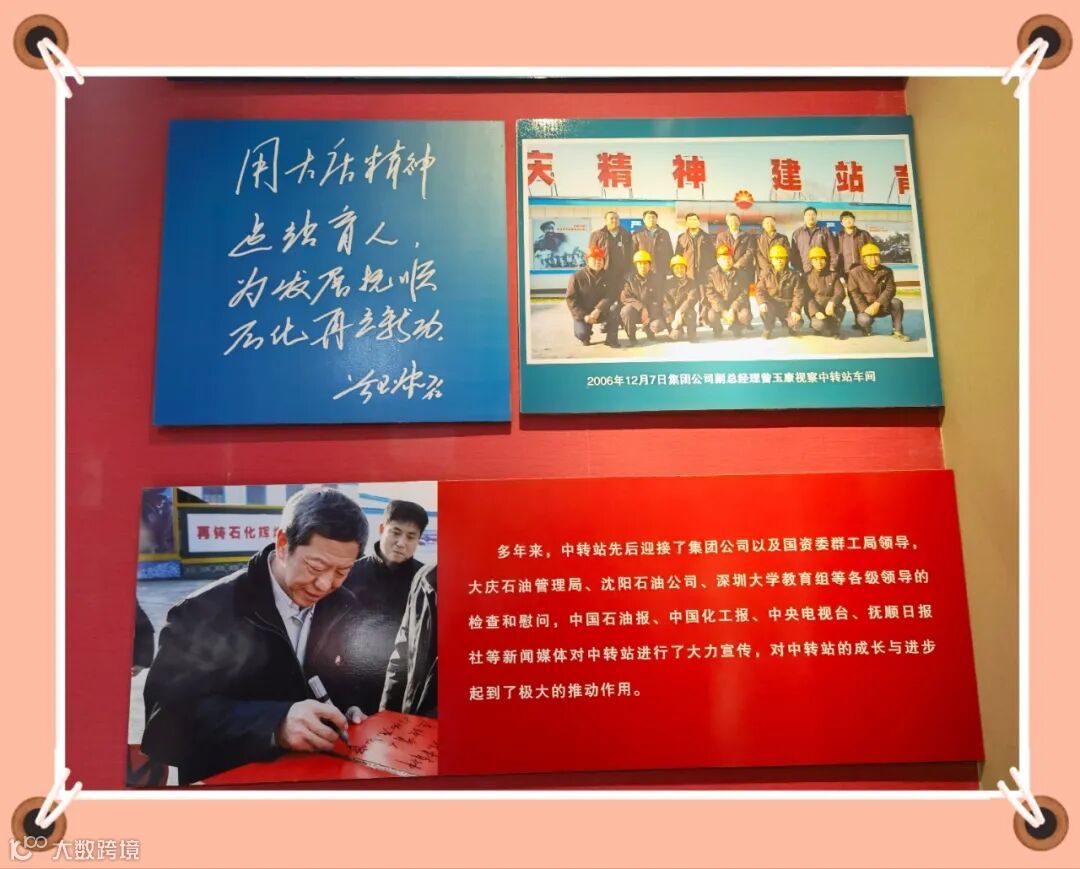 用大庆精神
建站育人，
为发展抚顺
石化再立新功
庆精神 建站育
2006年12月7日集团公司副总经理曾玉康视察中转站车间
再铸石化辉煌
多年来，中转站先后迎接了集团公司以及国资委群工局领导，
大庆石油管理局、沈阳石油公司、深圳大学教育组等各级领导的
检查和慰问，中国石油报、中国化工报、中央电视台、抚顺日报
社等新闻媒体对中转站进行了大力宣传，对中转站的成长与进步
起到了极大的推动作用。
大数跨境